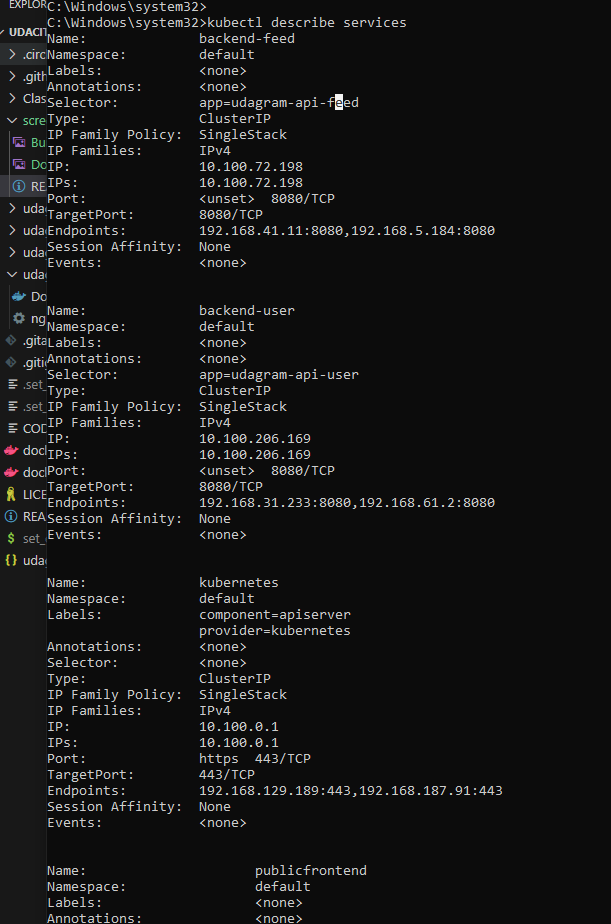 EXPLOR
UDACIT
.circ
.gith
Clas
scre
Bu
Do
RE
uda
uda
uda
uda
Do
ng
.gita
.gitig
.set_
.set_
COD
dock
dock
LICE
REA
set_
udag
C:\Windows\system32>
C:\Windows\system32>kubectl describe services
Name: backend-feed
Namespace: default
Labels: <none>
Annotations: <none>
Selector: app=udagram-api-feed
Type: ClusterIP
IP Family Policy: SingleStack
IP Families: IPv4
IP: 10.100.72.198
IPs: 10.100.72.198
Port: <unset> 8080/TCP
TargetPort: 8080/TCP
Endpoints: 192.168.41.11:8080,192.168.5.184:8080
Session Affinity: None
Events: <none>
Name: backend-user
Namespace: default
Labels: <none>
Annotations: <none>
Selector: app=udagram-api-user
Type: ClusterIP
IP Family Policy: SingleStack
IP Families: IPv4
IP: 10.100.206.169
IPs: 10.100.206.169
Port: <unset> 8080/TCP
TargetPort: 8080/TCP
Endpoints: 192.168.31.233:8080,192.168.61.2:8080
Session Affinity: None
Events: <none>
Name: kubernetes
Namespace: default
Labels: component=apiserver
provider=kubernetes
Annotations: <none>
Selector: <none>
Type: ClusterIP
IP Family Policy: SingleStack
IP Families: IPv4
IP: 10.100.0.1
IPs: 10.100.0.1
Port: https 443/TCP
TargetPort: 443/TCP
Endpoints: 192.168.129.189:443,192.168.187.91:443
Session Affinity: None
Events: <none>
Name: publicfrontend
Namespace: default
Labels: <none>
Annotations: <none>